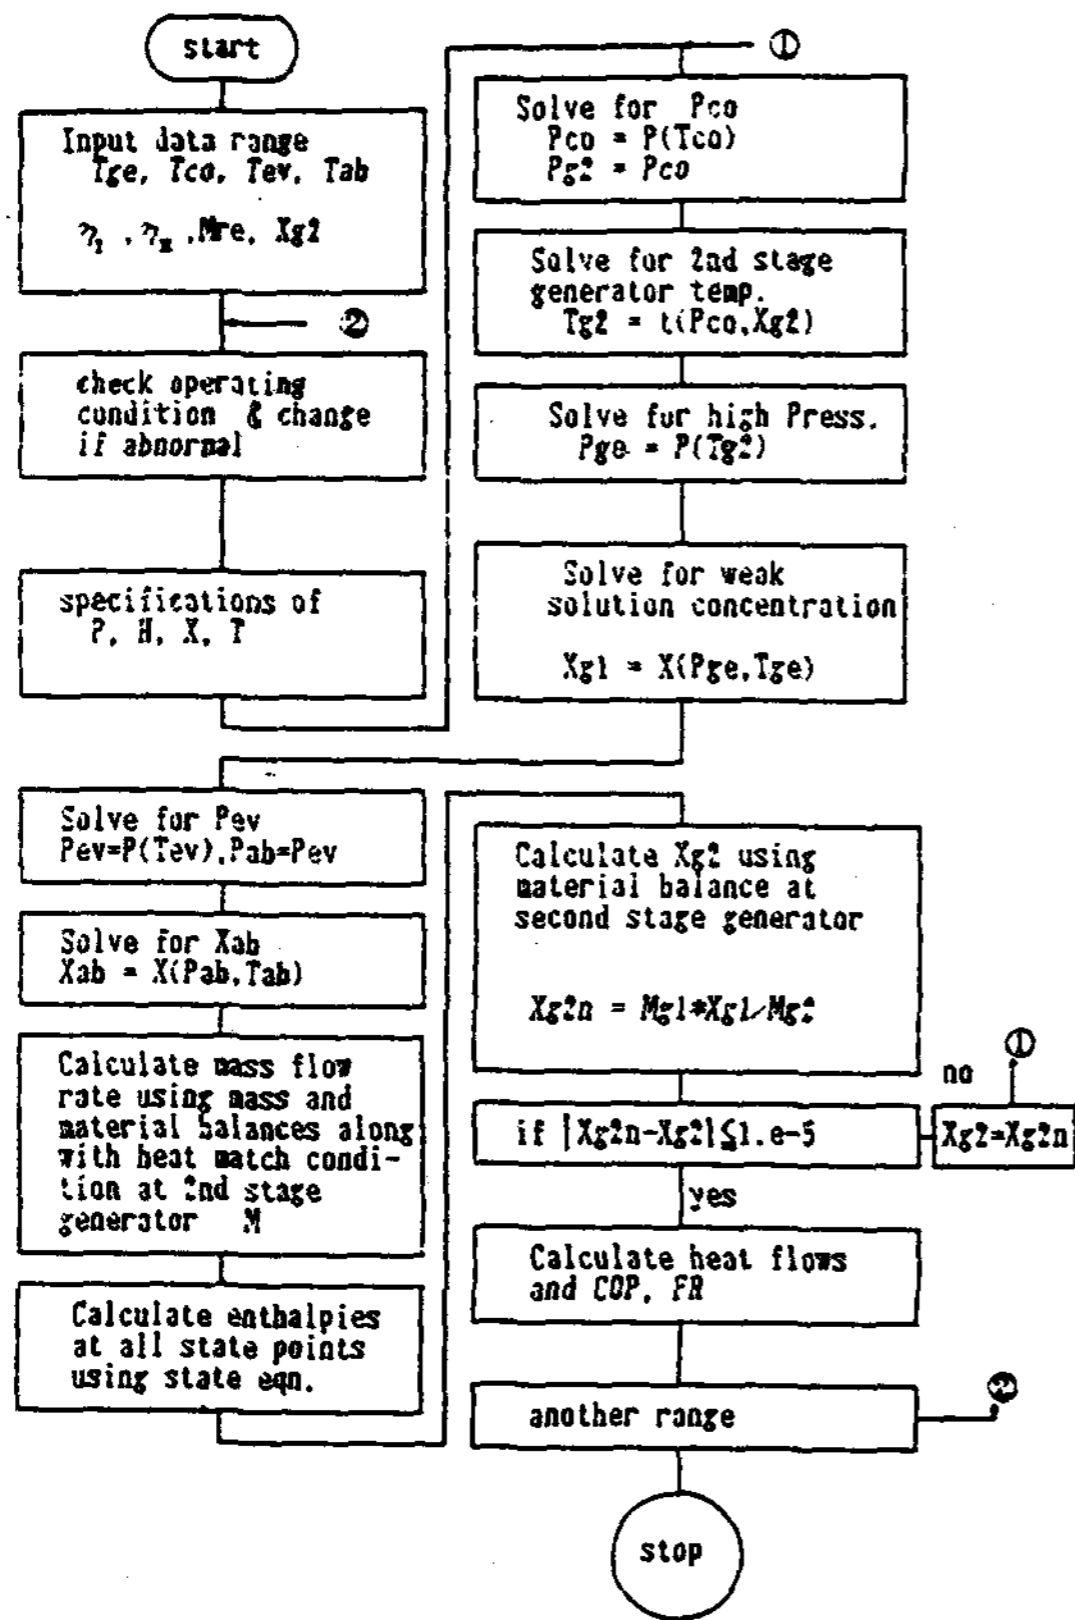 start
Input data range
Tge, Tco, Tev, Tab
η₁ , η₂ ,Mre, Xg2
②
check operating
condition & change
if abnormal
specifications of
P, H, X, T
①
Solve for Pco
Pco = P(Tco)
Pg2 = Pco
Solve for 2nd stage
generator temp.
Tg2 = t(Pco,Xg2)
Solve for high Press.
Pge = P(Tg2)
Solve for weak
solution concentration
Xg1 = X(Pge,Tge)
Solve for Pev
Pev=P(Tev),Pab=Pev
Solve for Xab
Xab = X(Pab,Tab)
Calculate mass flow
rate using mass and
material balances along
with heat match condi-
tion at 2nd stage
generator M
Calculate enthalpies
at all state points
using state eqn.
Calculate Xg2 using
material balance at
second stage generator
Xg2n = Mg1*Xg1/Mg2
①
no
if |Xg2n-Xg2|≦1.e-5
Xg2=Xg2n
yes
Calculate heat flows
and COP, FR
another range
②
stop